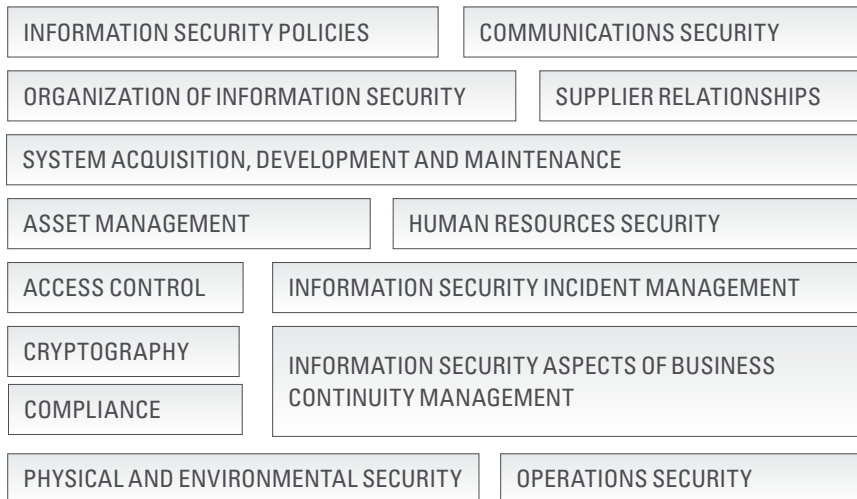 INFORMATION SECURITY POLICIES
COMMUNICATIONS SECURITY
ORGANIZATION OF INFORMATION SECURITY
SUPPLIER RELATIONSHIPS
SYSTEM ACQUISITION, DEVELOPMENT AND MAINTENANCE
ASSET MANAGEMENT
HUMAN RESOURCES SECURITY
ACCESS CONTROL
INFORMATION SECURITY INCIDENT MANAGEMENT
CRYPTOGRAPHY
COMPLIANCE
INFORMATION SECURITY ASPECTS OF BUSINESS
CONTINUITY MANAGEMENT
PHYSICAL AND ENVIRONMENTAL SECURITY
OPERATIONS SECURITY